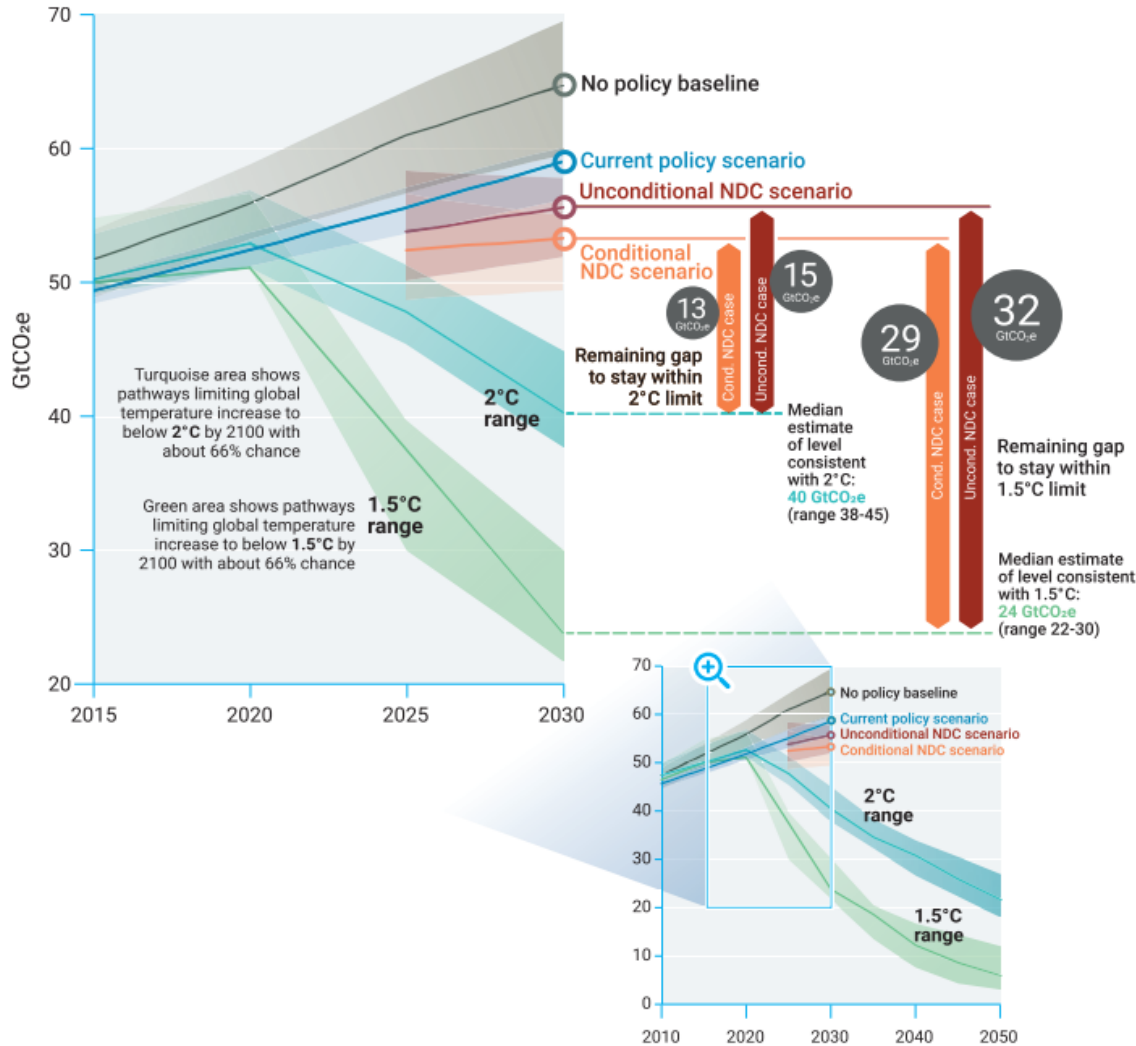 70
60
50
40
30
20
GtCO₂e
2015
2020
2025
2030
No policy baseline
Current policy scenario
Unconditional NDC scenario
Conditional
NDC scenario
Turquoise area shows
pathways limiting global
temperature increase to
below 2°C by 2100 with
about 66% chance
Green area shows pathways
limiting global temperature
increase to below 1.5°C by
2100 with about 66% chance
2°C
range
1.5°C
range
13
GtCO₂e
15
GtCO₂e
Cond. NDC case
Uncond. NDC case
Remaining gap
to stay within
2°C limit
Median
estimate
of level
consistent
with 2°C:
40 GtCO₂e
(range 38-45)
29
GtCO₂e
32
GtCO₂e
Cond. NDC case
Uncond. NDC case
Remaining gap
to stay within
1.5°C limit
Median estimate
of level consistent
with 1.5°C:
24 GtCO₂e
(range 22-30)
70
60
50
40
30
20
10
0
2010
2020
2030
2040
2050
No policy baseline
Current policy scenario
Unconditional NDC scenario
Conditional NDC scenario
2°C
range
1.5°C
range